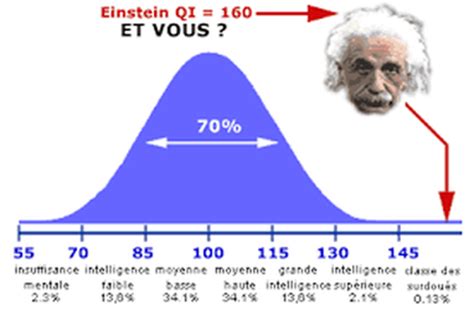 Einstein QI = 160
ET VOUS ?
70%
55 70 85 100 115 130 145
insuffisance intelligence moyenne moyenne grande intelligence classe des
mentale faible basse haute intelligence supérieure surdoués
2.3% 13,8% 34.1% 34.1% 13,8% 2.1% 0.13%